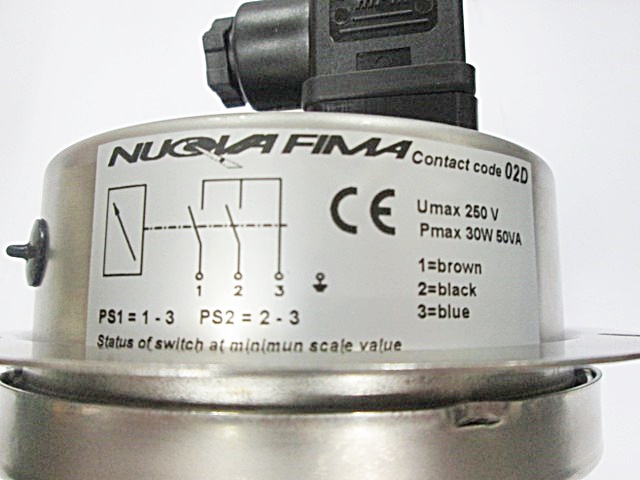 NUOVA FIMA Contact code 02D
CE
Umax 250 V
Pmax 30W 50VA
1 2 3
1=brown
2=black
3=blue
PS1 = 1 - 3 PS2 = 2 - 3
Status of switch at minimun scale value